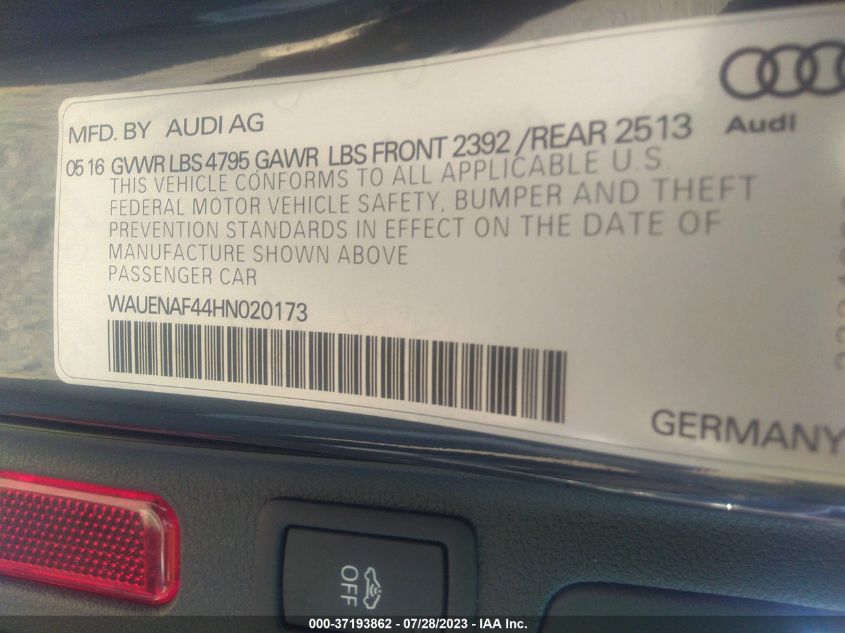 MFD. BY AUDI AG
Audi
05 16 GVWR LBS 4795 GAWR LBS FRONT 2392 /REAR 2513
THIS VEHICLE CONFORMS TO ALL APPLICABLE U.S.
FEDERAL MOTOR VEHICLE SAFETY, BUMPER AND THEFT
PREVENTION STANDARDS IN EFFECT ON THE DATE OF
MANUFACTURE SHOWN ABOVE
PASSENGER CAR
WAUENAF44HN020173
GERMANY
OFF
000-37193862 / 07/28/2023 / IAA Inc.